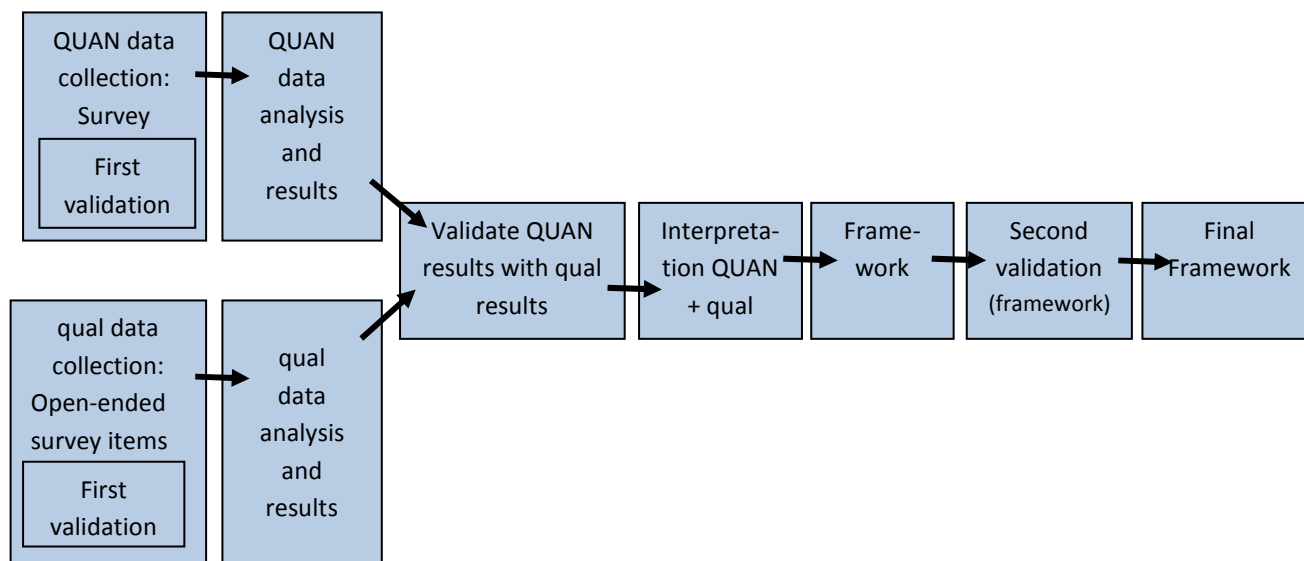 QUAN data
collection:
Survey
First
validation
QUAN
data
analysis
and
results
qual data
collection:
Open-ended
survey items
First
validation
qual
data
analysis
and
results
Validate QUAN
results with qual
results
Interpreta-
tion QUAN
+ qual
Frame-
work
Second
validation
(framework)
Final
Framework